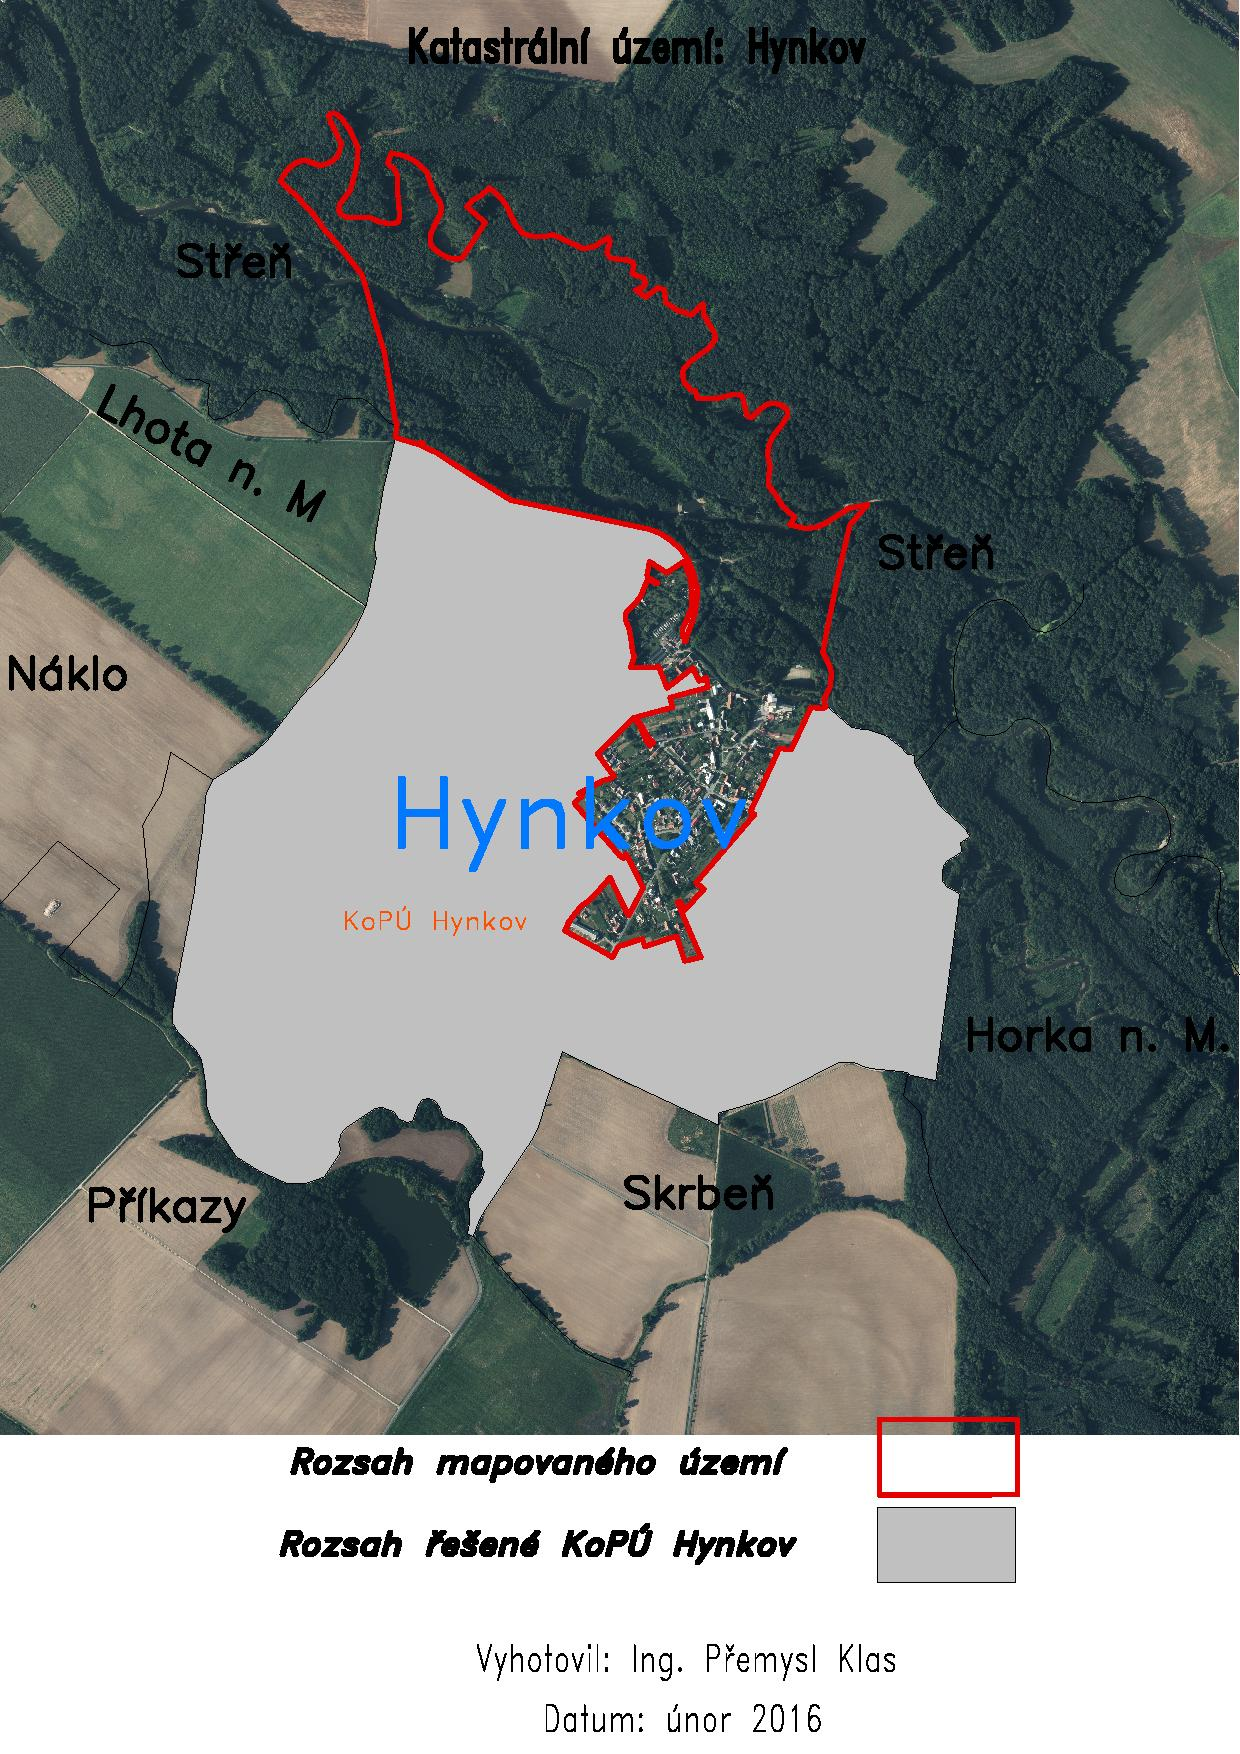 Katastrální území: Hynkov
Střeň
Lhota n. M
Střeň
Náklo
Hynkov
KoPÚ Hynkov
Horka n. M.
Skrbeň
Příkazy
Rozsah mapovaného území
Rozsah řešené KoPÚ Hynkov
Vyhotovil: Ing. Přemysl Klas
Datum: únor 2016